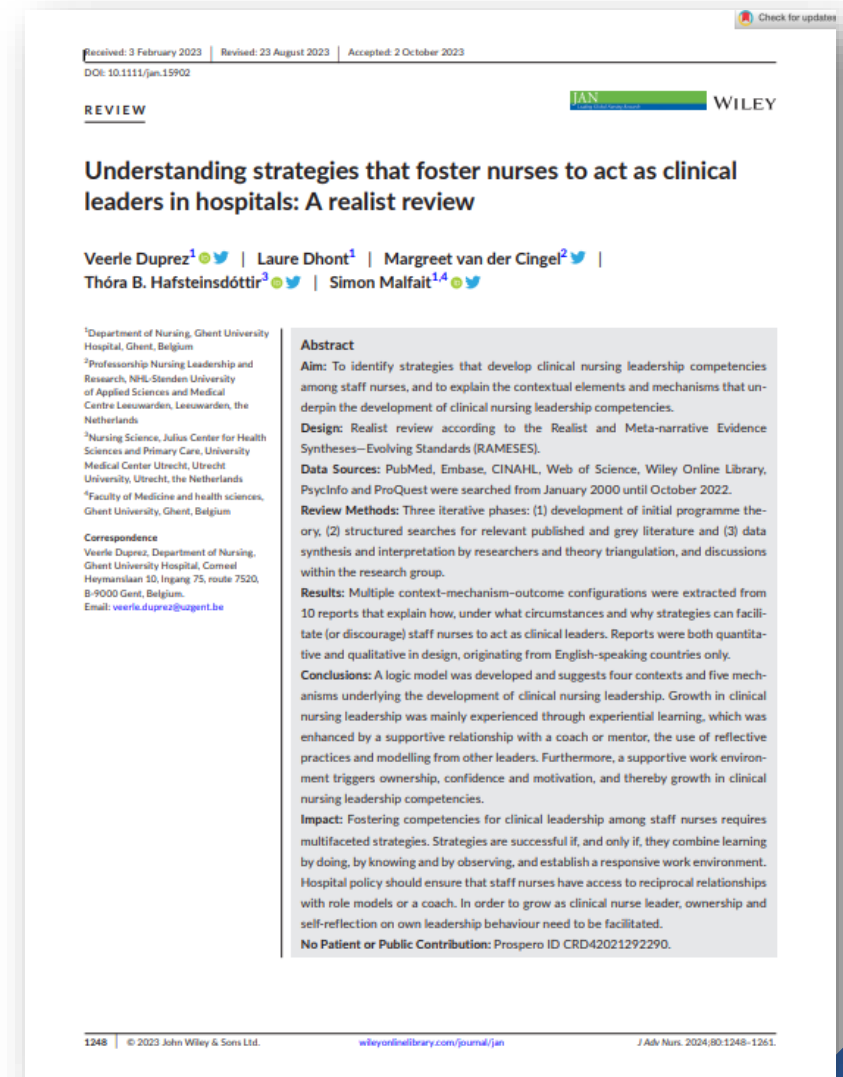 Check for updates
Received: 3 February 2023 | Revised: 23 August 2023 | Accepted: 2 October 2023
DOI: 10.1111/jan.15902
REVIEW
JAN
Leading Global Nursing Research
WILEY
Understanding strategies that foster nurses to act as clinical
leaders in hospitals: A realist review
Veerle Duprez1 | Laure Dhont1 | Margreet van der Cingel2 |
Thóra B. Hafsteinsdóttir3 | Simon Malfait1,4
1Department of Nursing, Ghent University
Hospital, Ghent, Belgium
2Professorship Nursing Leadership and
Research, NHL-Stenden University
of Applied Sciences and Medical
Centre Leeuwarden, Leeuwarden, the
Netherlands
3Nursing Science, Julius Center for Health
Sciences and Primary Care, University
Medical Center Utrecht, Utrecht
University, Utrecht, the Netherlands
4Faculty of Medicine and health sciences,
Ghent University, Ghent, Belgium
Correspondence
Veerle Duprez, Department of Nursing,
Ghent University Hospital, Corneel
Heymanslaan 10, Ingang 75, route 7520,
B-9000 Gent, Belgium.
Email: veerle.duprez@uzgent.be
Abstract
Aim: To identify strategies that develop clinical nursing leadership competencies
among staff nurses, and to explain the contextual elements and mechanisms that un-
derpin the development of clinical nursing leadership competencies.
Design: Realist review according to the Realist and Meta-narrative Evidence
Syntheses—Evolving Standards (RAMESES).
Data Sources: PubMed, Embase, CINAHL, Web of Science, Wiley Online Library,
PsycInfo and ProQuest were searched from January 2000 until October 2022.
Review Methods: Three iterative phases: (1) development of initial programme the-
ory, (2) structured searches for relevant published and grey literature and (3) data
synthesis and interpretation by researchers and theory triangulation, and discussions
within the research group.
Results: Multiple context–mechanism–outcome configurations were extracted from
10 reports that explain how, under what circumstances and why strategies can facili-
tate (or discourage) staff nurses to act as clinical leaders. Reports were both quantita-
tive and qualitative in design, originating from English-speaking countries only.
Conclusions: A logic model was developed and suggests four contexts and five mech-
anisms underlying the development of clinical nursing leadership. Growth in clinical
nursing leadership was mainly experienced through experiential learning, which was
enhanced by a supportive relationship with a coach or mentor, the use of reflective
practices and modelling from other leaders. Furthermore, a supportive work environ-
ment triggers ownership, confidence and motivation, and thereby growth in clinical
nursing leadership competencies.
Impact: Fostering competencies for clinical leadership among staff nurses requires
multifaceted strategies. Strategies are successful if, and only if, they combine learning
by doing, by knowing and by observing, and establish a responsive work environment.
Hospital policy should ensure that staff nurses have access to reciprocal relationships
with role models or a coach. In order to grow as clinical nurse leader, ownership and
self-reflection on own leadership behaviour need to be facilitated.
No Patient or Public Contribution: Prospero ID CRD42021292290.
1248 | © 2023 John Wiley & Sons Ltd. wileyonlinelibrary.com/journal/jan J Adv Nurs. 2024;80:1248–1261.